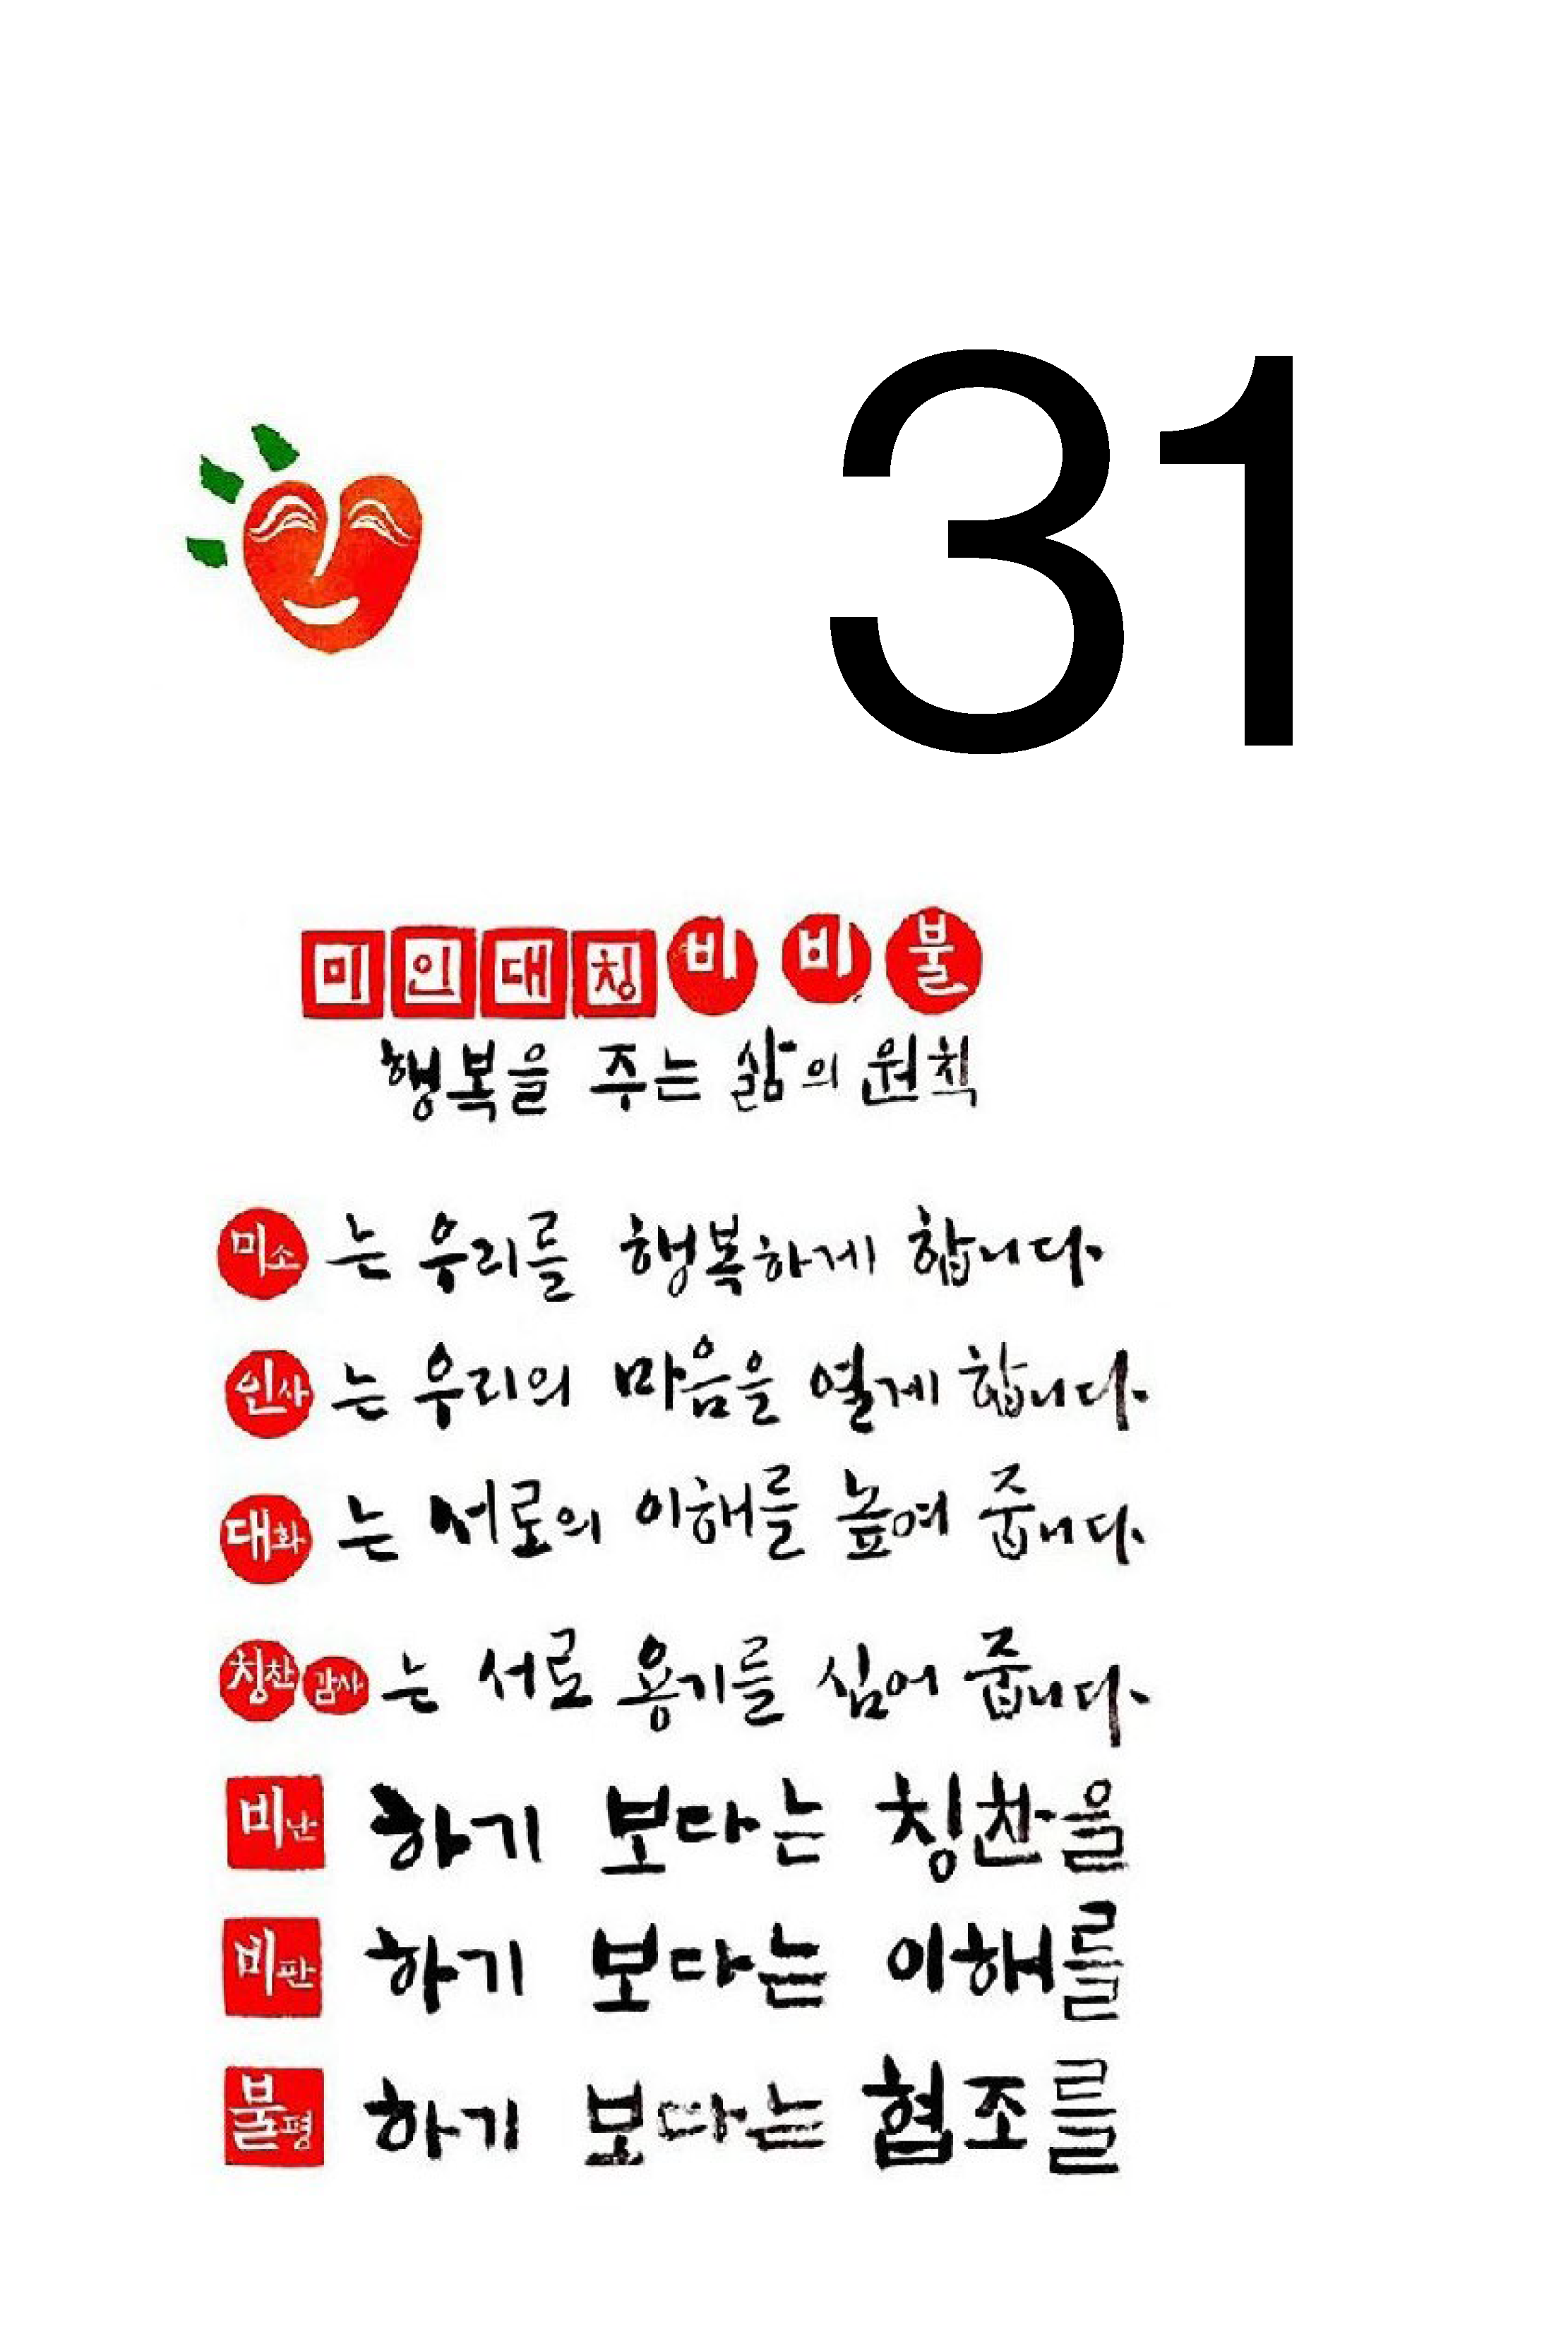 31
미인대칭비비불
행복을 주는 삶의 원칙
미소는 우리를 행복하게 합니다.
인사는 우리의 마음을 열게 합니다.
대화는 서로의 이해를 높여 줍니다.
칭찬감사는 서로 용기를 심어 줍니다.
비난하기 보다는 칭찬을
비판하기 보다는 이해를
불평하기 보다는 협조를